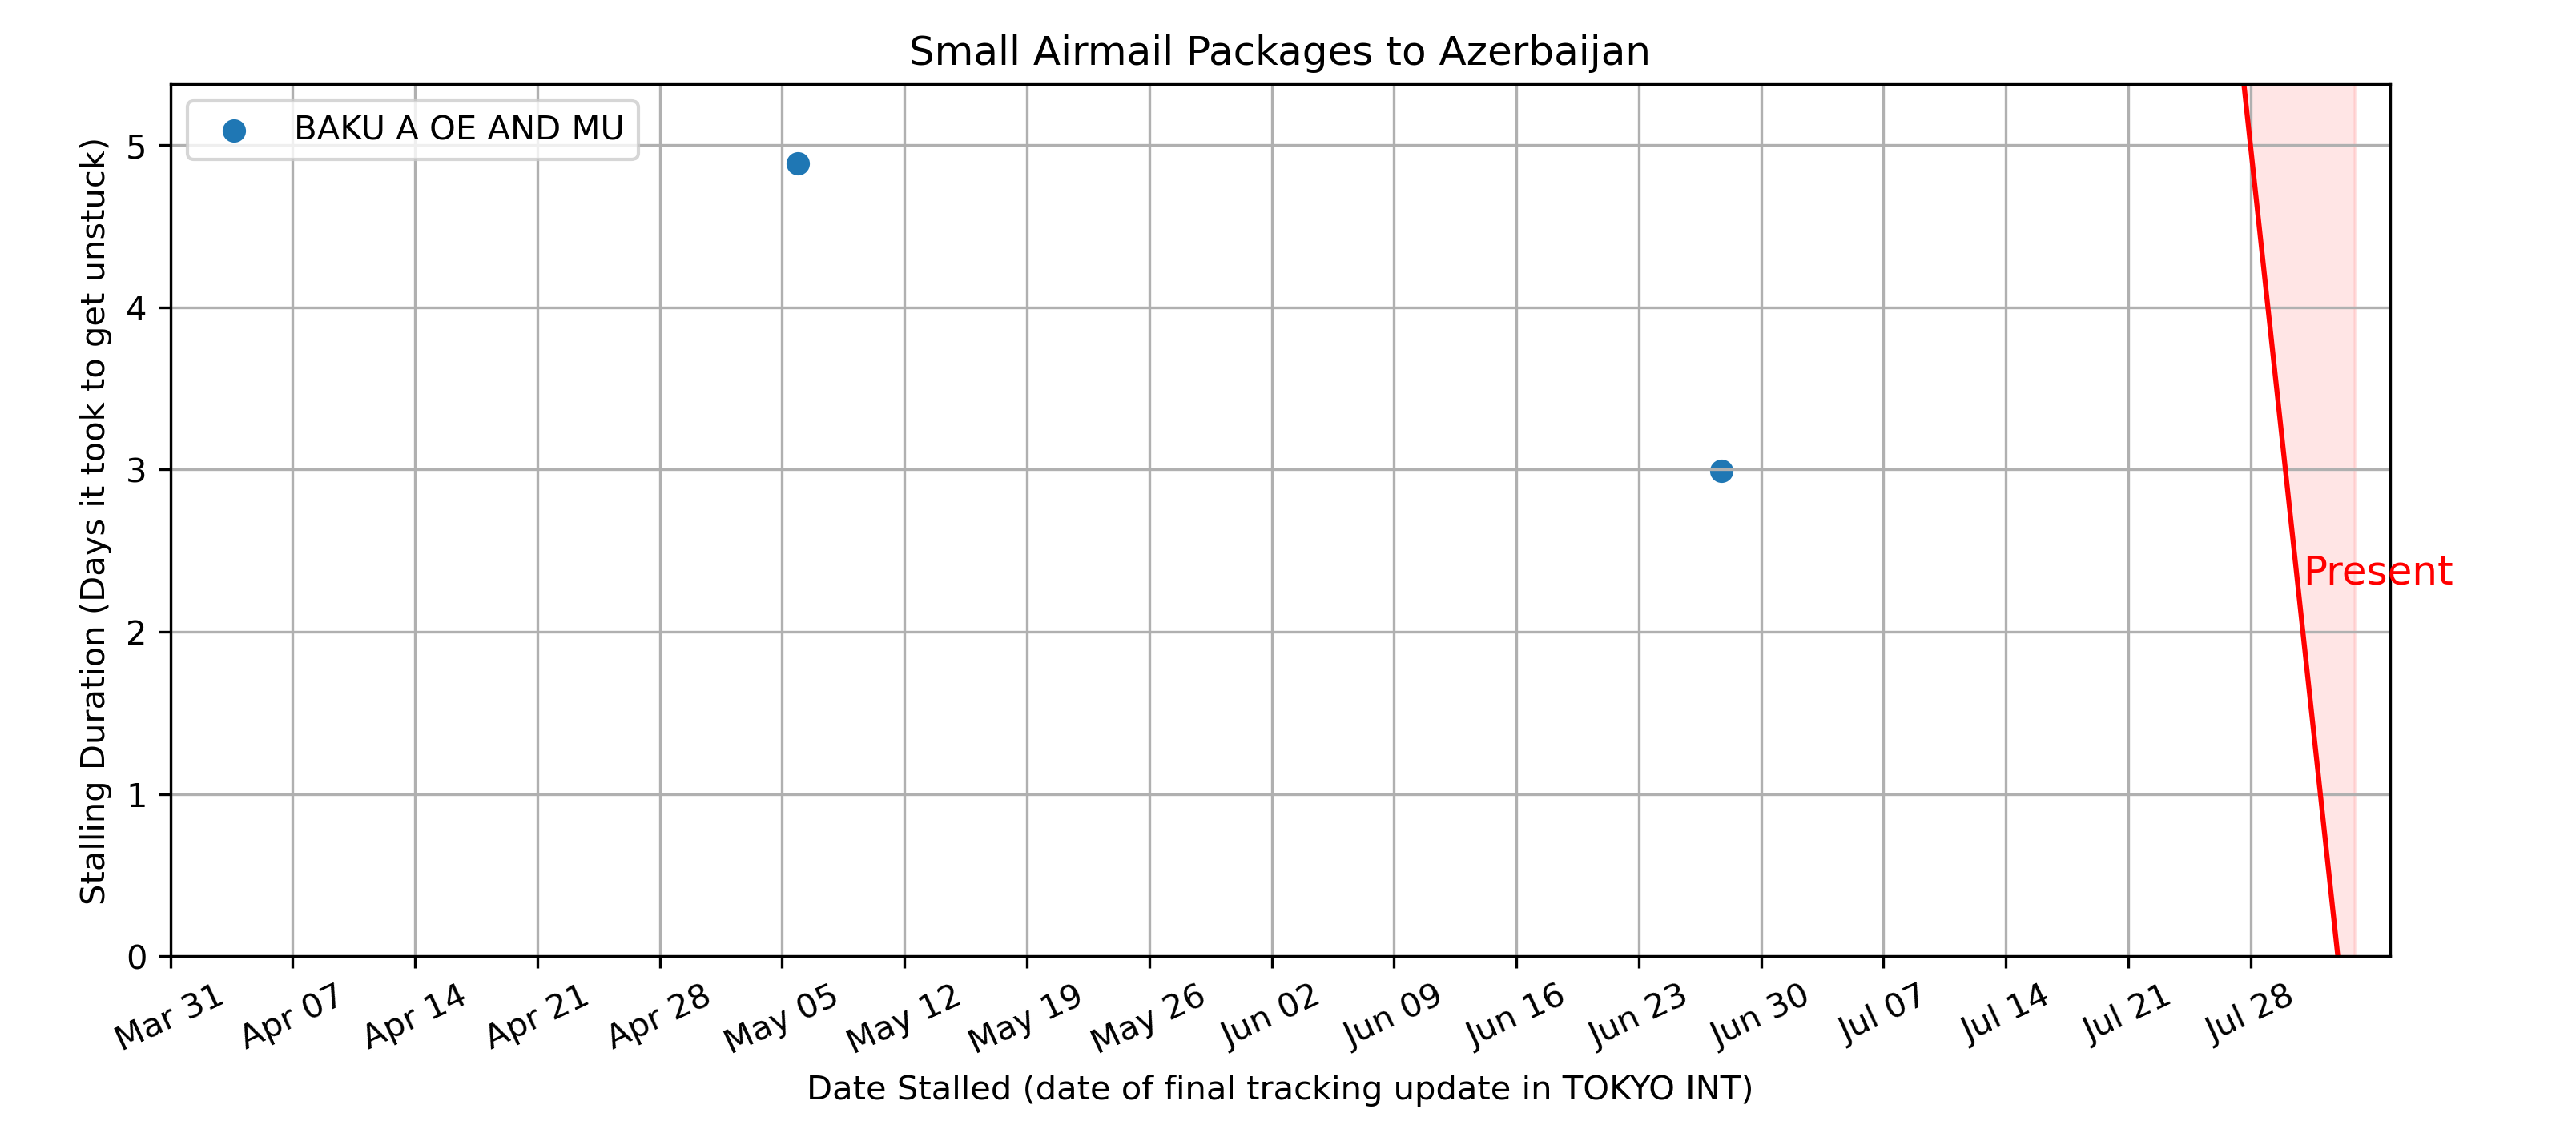 Small Airmail Packages to Azerbaijan
BAKU A OE AND MU
Stalling Duration (Days it took to get unstuck)
5
4
3
2
1
0
Present
Mar 31
Apr 07
Apr 14
Apr 21
Apr 28
May 05
May 12
May 19
May 26
Jun 02
Jun 09
Jun 16
Jun 23
Jun 30
Jul 07
Jul 14
Jul 21
Jul 28
Date Stalled (date of final tracking update in TOKYO INT)